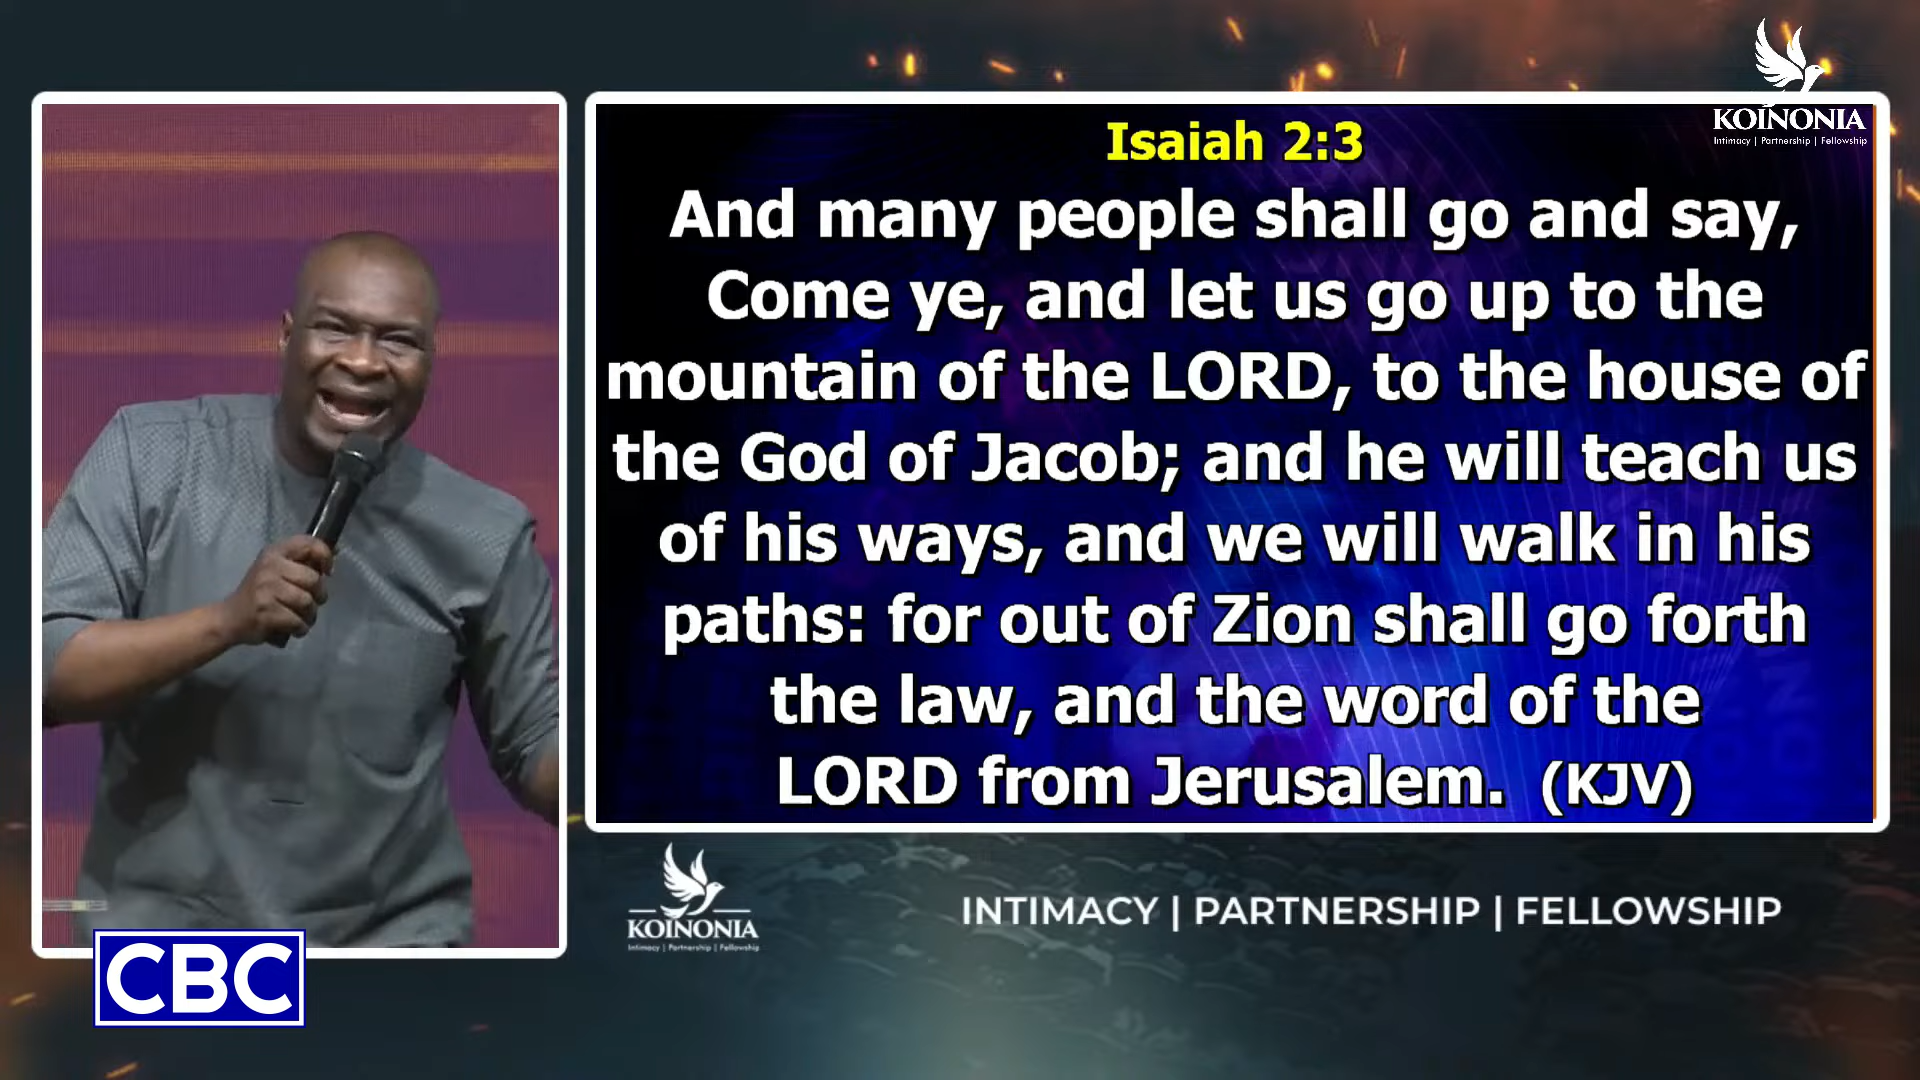 KOINONIA
Intimacy | Partnership | Fellowship
Isaiah 2:3
And many people shall go and say,
Come ye, and let us go up to the
mountain of the LORD, to the house of
the God of Jacob; and he will teach us
of his ways, and we will walk in his
paths: for out of Zion shall go forth
the law, and the word of the
LORD from Jerusalem. (KJV)
KOINONIA
Intimacy | Partnership | Fellowship
INTIMACY | PARTNERSHIP | FELLOWSHIP
CBC